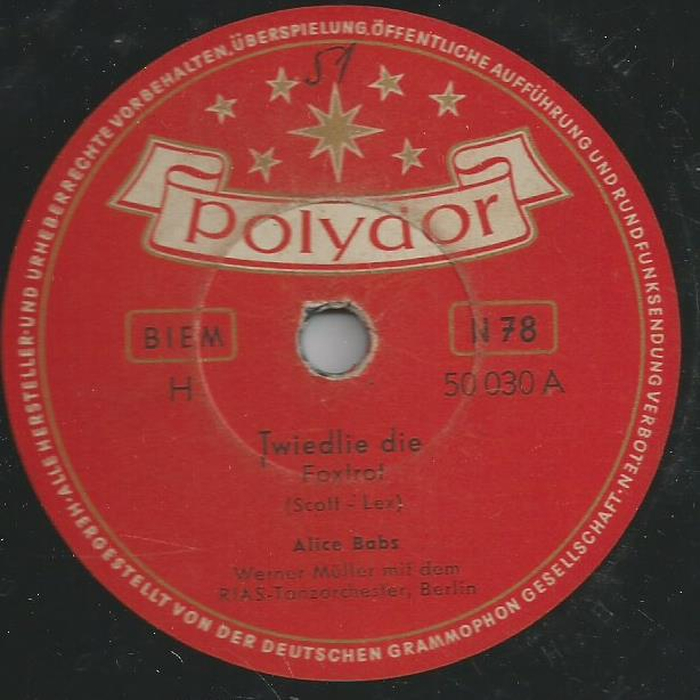 ALLE HERSTELLER-UND URHEBERRECHTE VORBEHALTEN, ÜBERSPIELUNG, ÖFFENTLICHE AUFFÜHRUNG UND RUNDFUNKSENDUNG VERBOTEN
51
polydor
BIEM
N 78
H
50 030 A
Twiedlie die
Foxtrot
(Scott - Lex)
Alice Babs
Werner Müller mit dem
RIAS-Tanzorchester, Berlin
HERGESTELLT VON DER DEUTSCHEN GRAMMOPHON GESELLSCHAFT